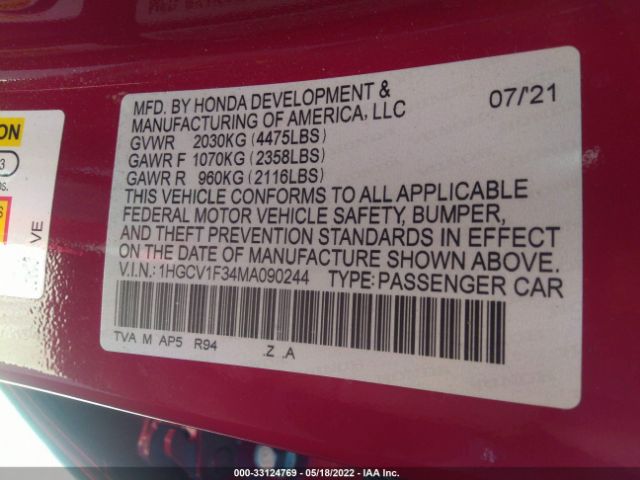 MFD. BY HONDA DEVELOPMENT & 07/'21
MANUFACTURING OF AMERICA, LLC
GVWR 2030KG (4475LBS)
GAWR F 1070KG (2358LBS)
GAWR R 960KG (2116LBS)
THIS VEHICLE CONFORMS TO ALL APPLICABLE
FEDERAL MOTOR VEHICLE SAFETY, BUMPER,
AND THEFT PREVENTION STANDARDS IN EFFECT
ON THE DATE OF MANUFACTURE SHOWN ABOVE.
V.I.N.: 1HGCV1F34MA090244 TYPE: PASSENGER CAR
TVA M AP5 R94 .Z .A
000-33124769 - 05/18/2022 - IAA Inc.